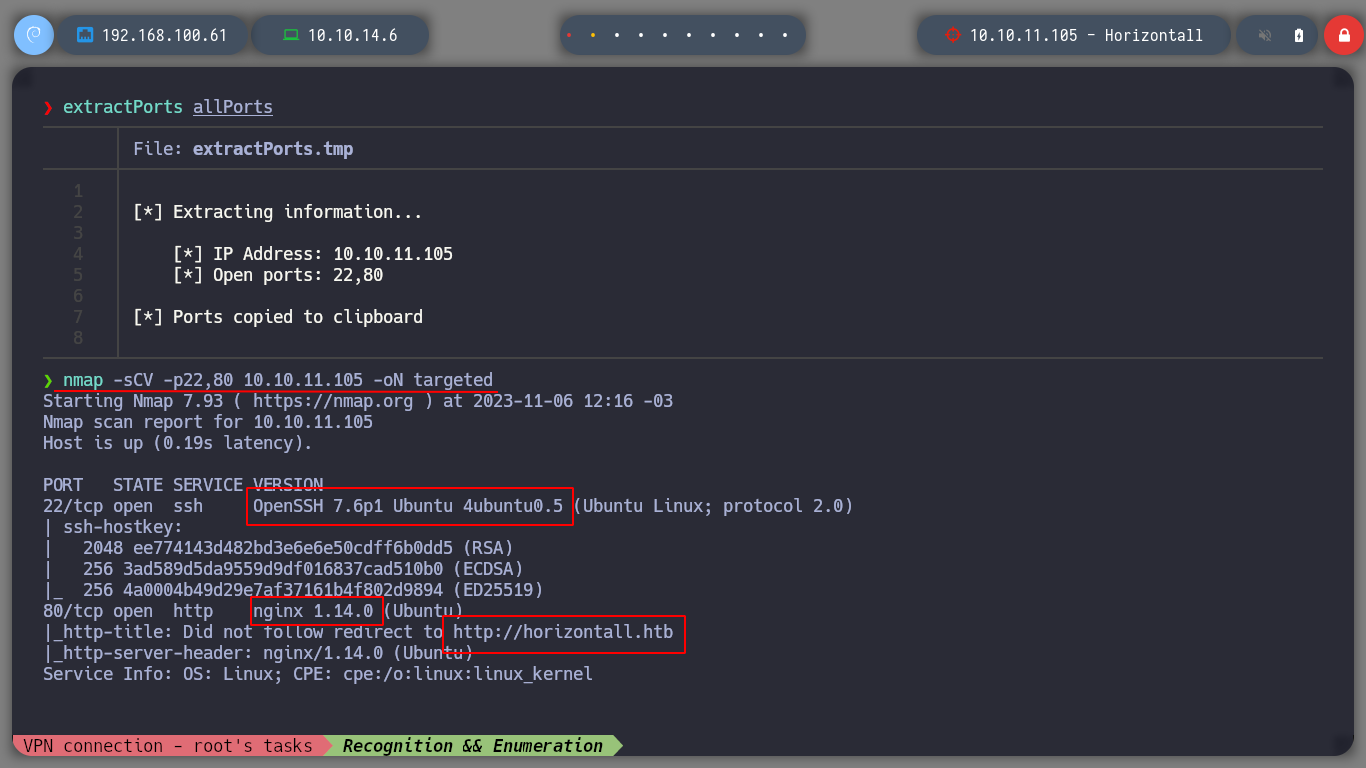 192.168.100.61
10.10.14.6
10.10.11.105 - Horizontall
❯ extractPorts allPorts
File: extractPorts.tmp
1
2 [*] Extracting information...
3
4 [*] IP Address: 10.10.11.105
5 [*] Open ports: 22,80
6
7 [*] Ports copied to clipboard
8
❯ nmap -sCV -p22,80 10.10.11.105 -oN targeted
Starting Nmap 7.93 ( https://nmap.org ) at 2023-11-06 12:16 -03
Nmap scan report for 10.10.11.105
Host is up (0.19s latency).
PORT   STATE SERVICE VERSION
22/tcp open  ssh     OpenSSH 7.6p1 Ubuntu 4ubuntu0.5 (Ubuntu Linux; protocol 2.0)
| ssh-hostkey:
|   2048 ee774143d482bd3e6e6e50cdff6b0dd5 (RSA)
|   256 3ad589d5da9559d9df016837cad510b0 (ECDSA)
|_  256 4a0004b49d29e7af37161b4f802d9894 (ED25519)
80/tcp open  http    nginx 1.14.0 (Ubuntu)
|_http-title: Did not follow redirect to http://horizontall.htb
|_http-server-header: nginx/1.14.0 (Ubuntu)
Service Info: OS: Linux; CPE: cpe:/o:linux:linux_kernel
VPN connection - root's tasks Recognition && Enumeration